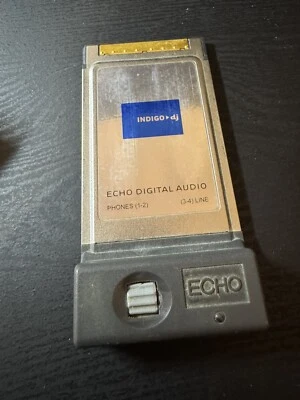 INDIGO▸dj
ECHO DIGITAL AUDIO
PHONES (1-2) (3-4) LINE
ECHO